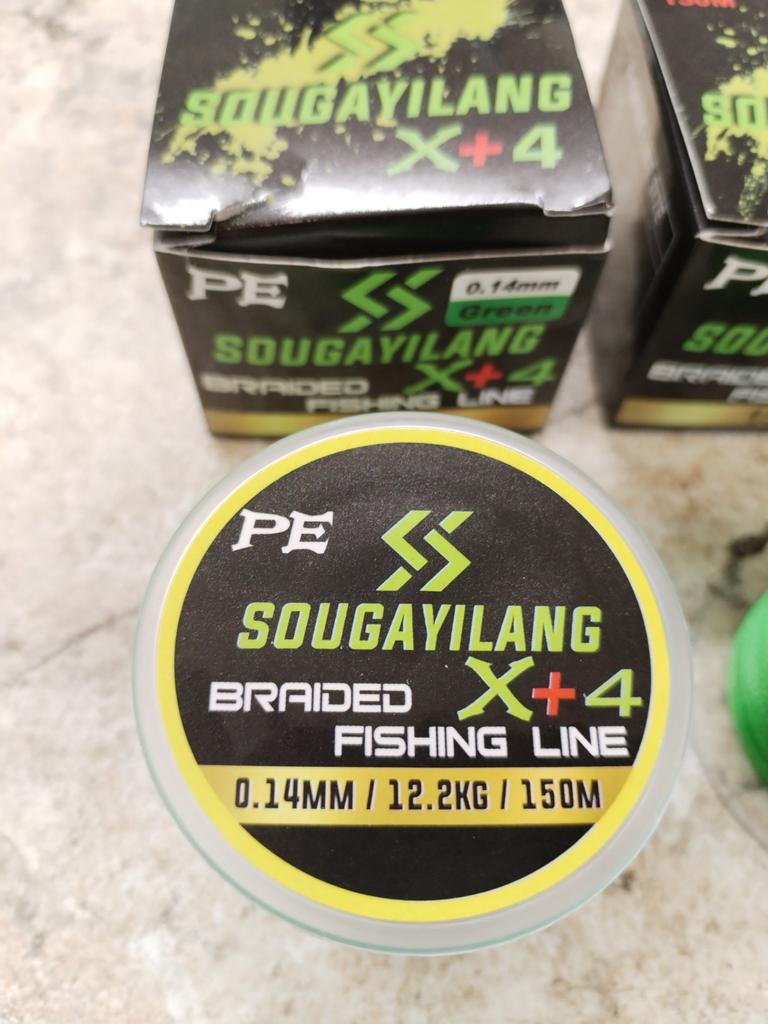 150M
SOUGAYILANG
X+4
PE
0.14mm
Green
SOUGAYILANG
X+4
BRAIDED
FISHING LINE
PE
SOUGAYILANG
X+4
BRAIDED
FISHING LINE
0.14MM / 12.2KG / 150M